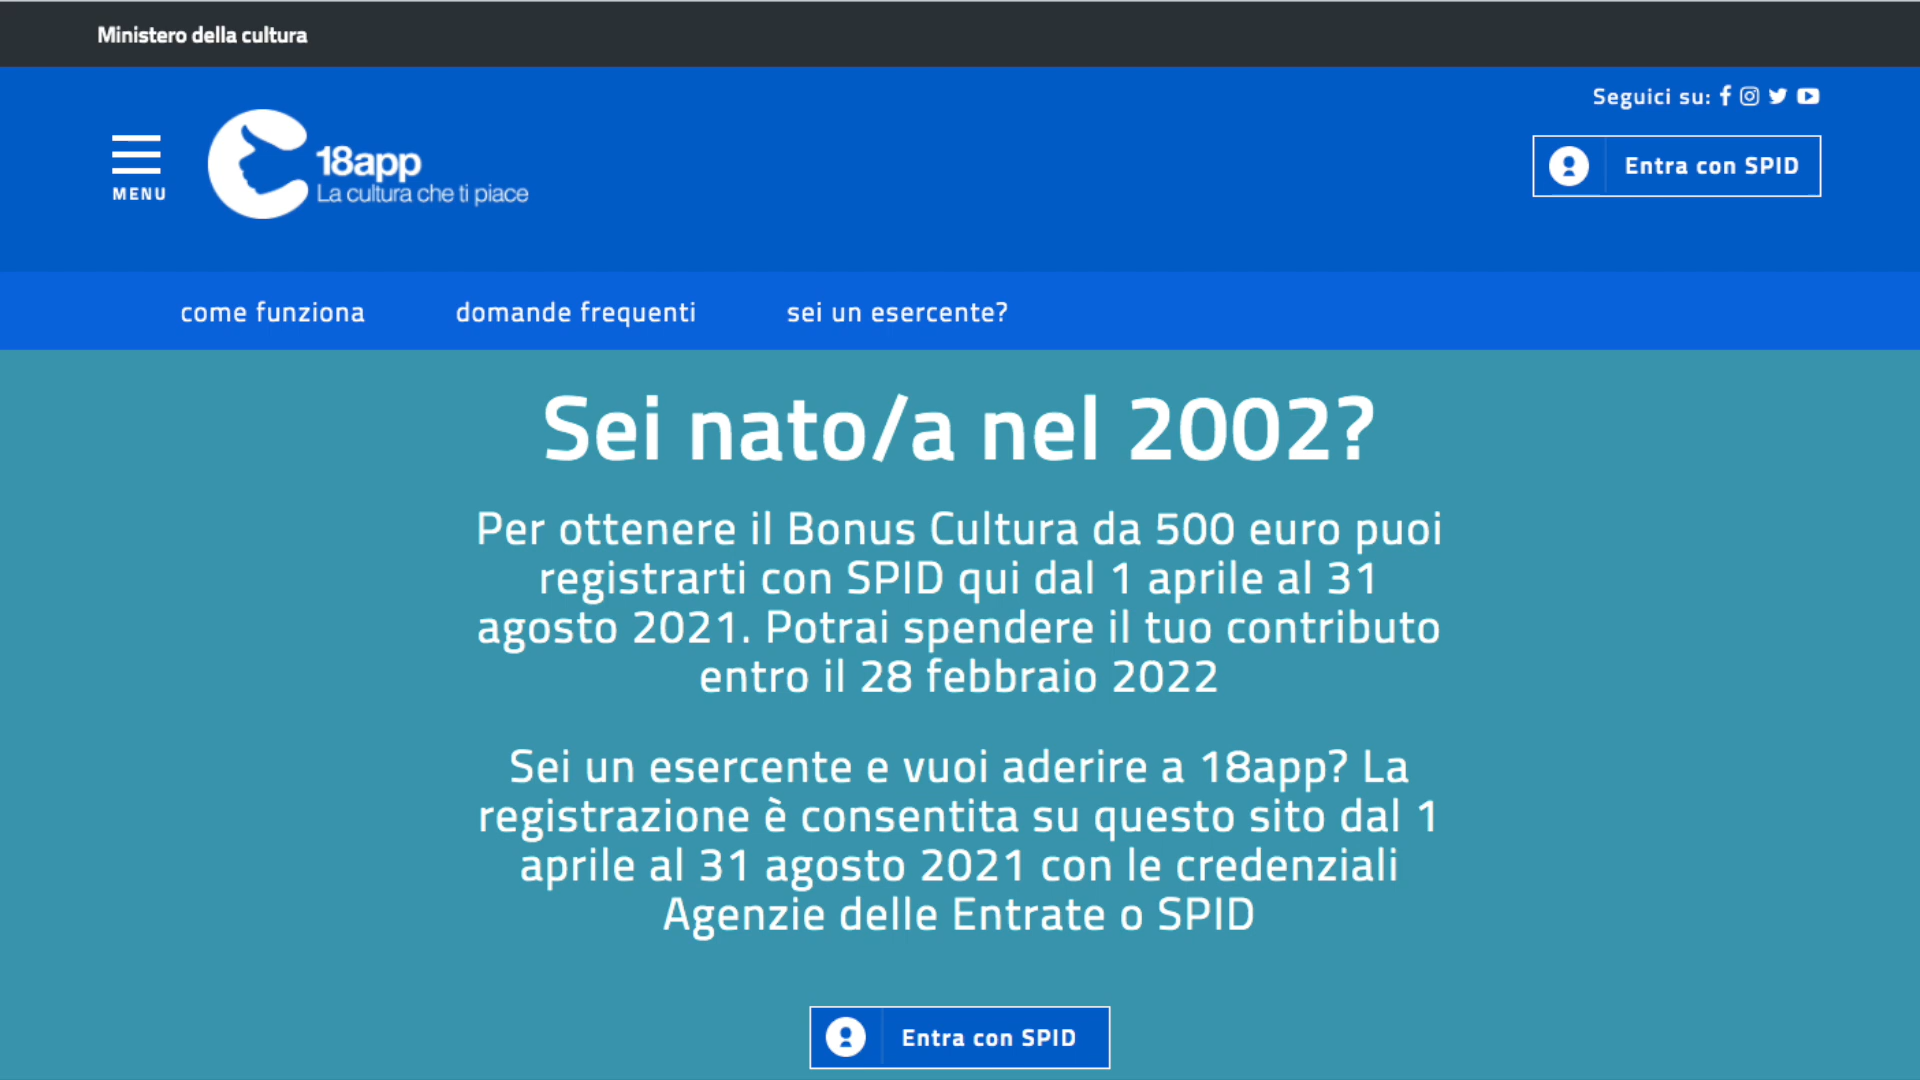 Ministero della cultura
Seguici su:
MENU
18app
La cultura che ti piace
Entra con SPID
come funziona
domande frequenti
sei un esercente?
Sei nato/a nel 2002?
Per ottenere il Bonus Cultura da 500 euro puoi
registrarti con SPID qui dal 1 aprile al 31
agosto 2021. Potrai spendere il tuo contributo
entro il 28 febbraio 2022
Sei un esercente e vuoi aderire a 18app? La
registrazione è consentita su questo sito dal 1
aprile al 31 agosto 2021 con le credenziali
Agenzie delle Entrate o SPID
Entra con SPID